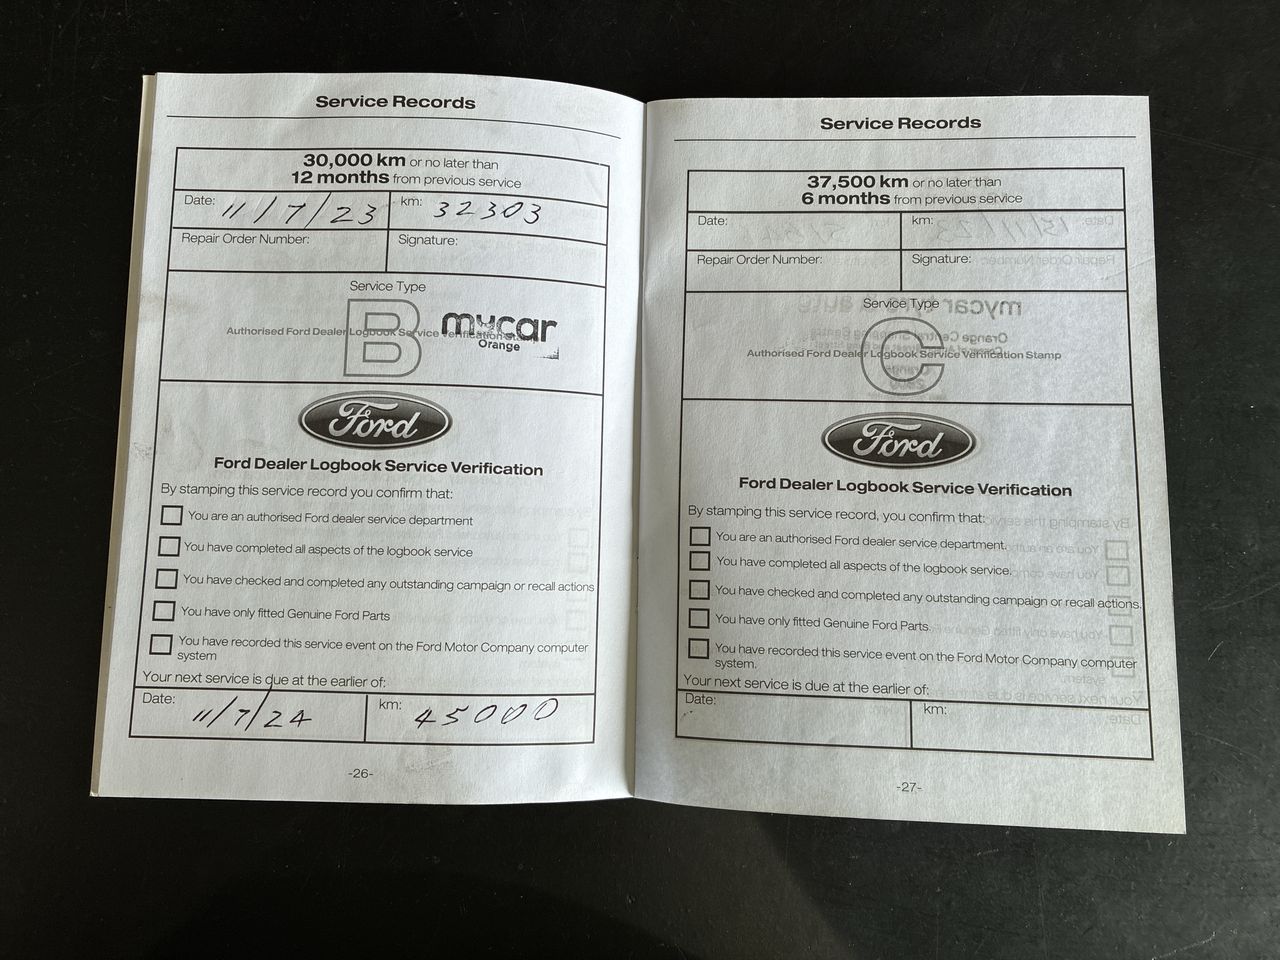 Service Records
30,000 km or no later than
12 months from previous service
Date: 11/7/23 km: 32303
Repair Order Number: Signature:
Service Type
B
Authorised Ford Dealer Logbook Service Verification Stamp
mycar
Orange
Ford
Ford Dealer Logbook Service Verification
By stamping this service record you confirm that:
You are an authorised Ford dealer service department
You have completed all aspects of the logbook service
You have checked and completed any outstanding campaign or recall actions
You have only fitted Genuine Ford Parts
You have recorded this service event on the Ford Motor Company computer
system
Your next service is due at the earlier of:
Date: 11/7/24 km: 45000
-26-
Service Records
37,500 km or no later than
6 months from previous service
Date: km:
Repair Order Number: Signature:
Service Type
C
Authorised Ford Dealer Logbook Service Verification Stamp
Ford
Ford Dealer Logbook Service Verification
By stamping this service record, you confirm that:
You are an authorised Ford dealer service department.
You have completed all aspects of the logbook service.
You have checked and completed any outstanding campaign or recall actions.
You have only fitted Genuine Ford Parts.
You have recorded this service event on the Ford Motor Company computer
system.
Your next service is due at the earlier of:
Date: km:
-27-